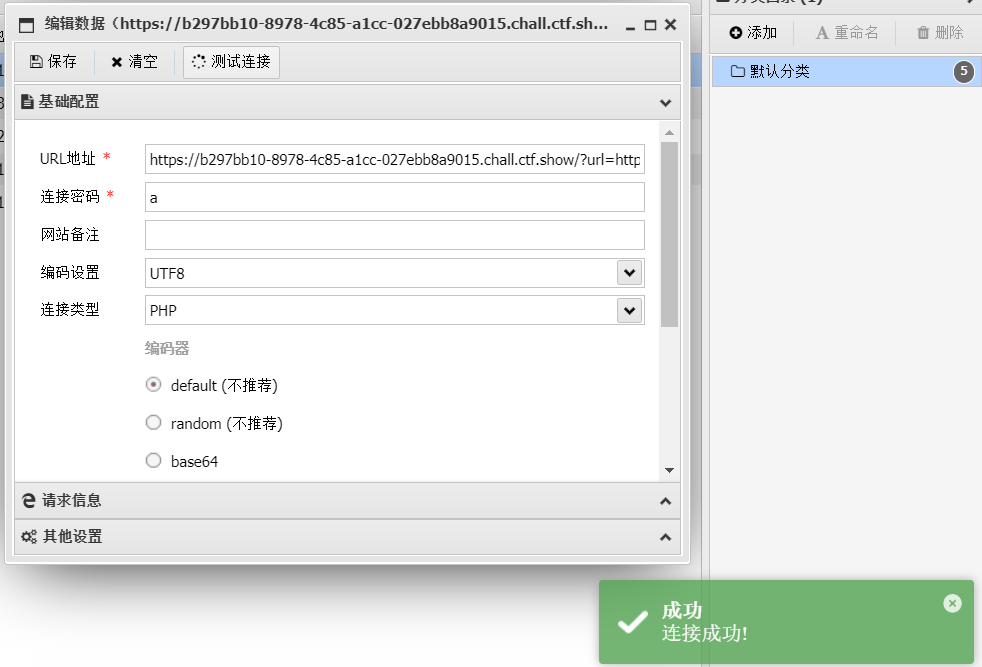 编辑数据（https://b297bb10-8978-4c85-a1cc-027ebb8a9015.chall.ctf.sh...
保存 清空 测试连接
基础配置
URL地址 * https://b297bb10-8978-4c85-a1cc-027ebb8a9015.chall.ctf.show/?url=http
连接密码 * a
网站备注
编码设置 UTF8
连接类型 PHP
编码器
default (不推荐)
random (不推荐)
base64
请求信息
其他设置
添加 重命名 删除
默认分类 5
成功
连接成功!